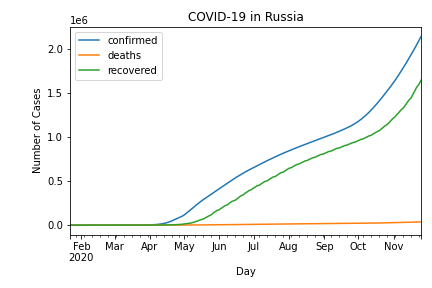 COVID-19 in Russia
1e6
confirmed
deaths
recovered
Number of Cases
2.0
1.5
1.0
0.5
0.0
Feb Mar Apr May Jun Jul Aug Sep Oct Nov
2020
Day